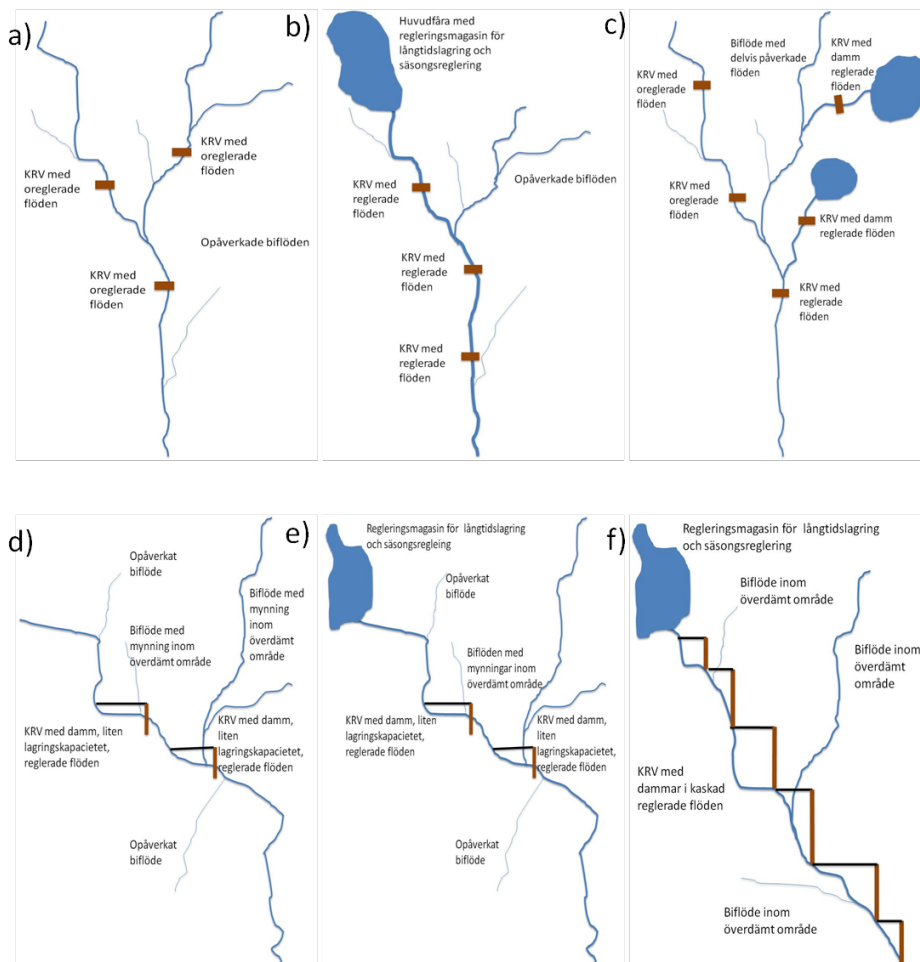 a)
KRV med
oreglerade
flöden
KRV med
oreglerade
flöden
Opåverkade biflöden
KRV med
oreglerade
flöden
b)
Huvudfåra med
regleringsmagasin för
långtidslagring och
säsongsreglering
Opåverkade biflöden
KRV med
reglerade
flöden
KRV med
reglerade
flöden
KRV med
reglerade
flöden
c)
Biflöde med
delvis påverkade
flöden
KRV med
damm
reglerade
flöden
KRV med
oreglerade
flöden
KRV med
oreglerade
flöden
KRV med damm
reglerade flöden
KRV med
reglerade
flöden
d)
Opåverkat
biflöde
Biflöde med
mynning
inom
överdämt
område
Biflöde med
mynning inom
överdämt område
KRV med damm, liten
lagringskapacietet,
reglerade flöden
KRV med damm,
liten
lagringskapacietet,
reglerade flöden
Opåverkat
biflöde
e)
Regleringsmagasin för långtidslagring
och säsongsregleing
Opåverkat
biflöde
Biflöden med
mynningar inom
överdämt område
KRV med damm, liten
lagringskapacietet,
reglerade flöden
KRV med damm,
liten
lagringskapacietet,
reglerade flöden
Opåverkat
biflöde
f)
Regleringsmagasin för långtidslagring
och säsongsreglering
Biflöde inom
överdämt område
Biflöde inom
överdämt
område
KRV med
dammar i kaskad
reglerade flöden
Biflöde inom
överdämt område